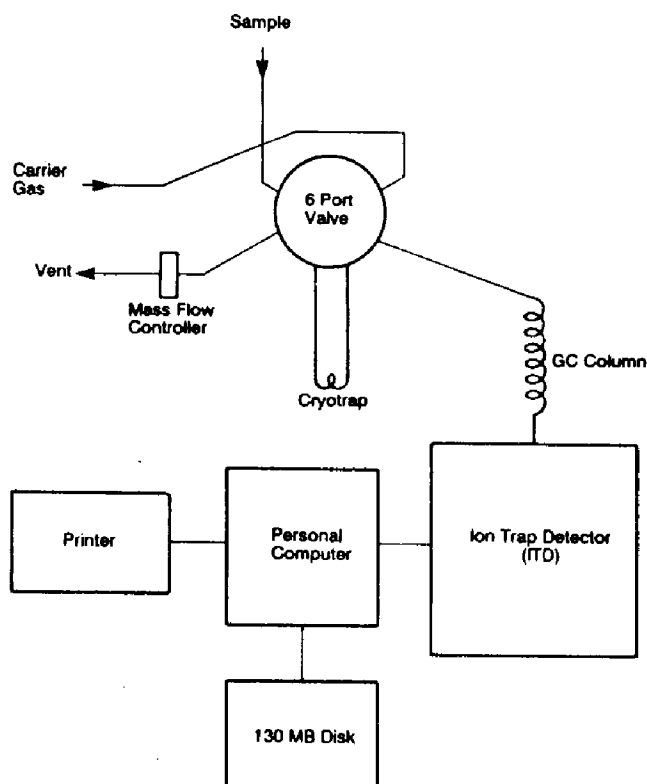 Sample
Carrier
Gas
6 Port
Valve
Vent
Mass Flow
Controller
GC Column
Cryotrap
Printer
Personal
Computer
Ion Trap Detector
(ITD)
130 MB Disk